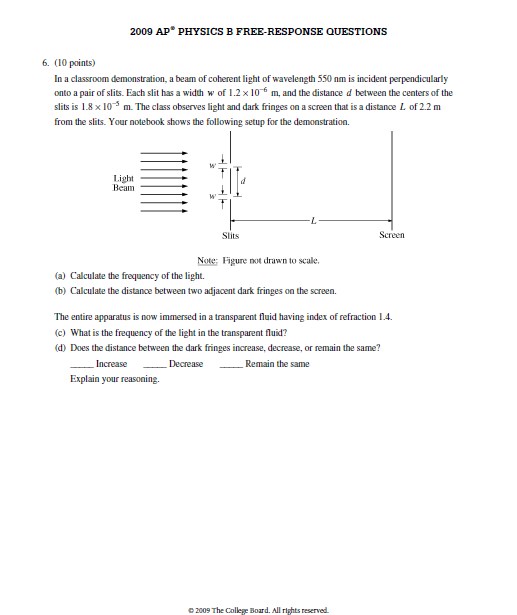 2009 AP® PHYSICS B FREE-RESPONSE QUESTIONS
6. (10 points)
In a classroom demonstration, a beam of coherent light of wavelength 550 nm is incident perpendicularly
onto a pair of slits. Each slit has a width w of 1.2 × 10⁻⁶ m, and the distance d between the centers of the
slits is 1.8 × 10⁻⁵ m. The class observes light and dark fringes on a screen that is a distance L of 2.2 m
from the slits. Your notebook shows the following setup for the demonstration.
w
Light
Beam
d
w
L
Slits
Screen
Note: Figure not drawn to scale.
(a) Calculate the frequency of the light.
(b) Calculate the distance between two adjacent dark fringes on the screen.
The entire apparatus is now immersed in a transparent fluid having index of refraction 1.4.
(c) What is the frequency of the light in the transparent fluid?
(d) Does the distance between the dark fringes increase, decrease, or remain the same?
_____ Increase _____ Decrease _____ Remain the same
Explain your reasoning.
© 2009 The College Board. All rights reserved.